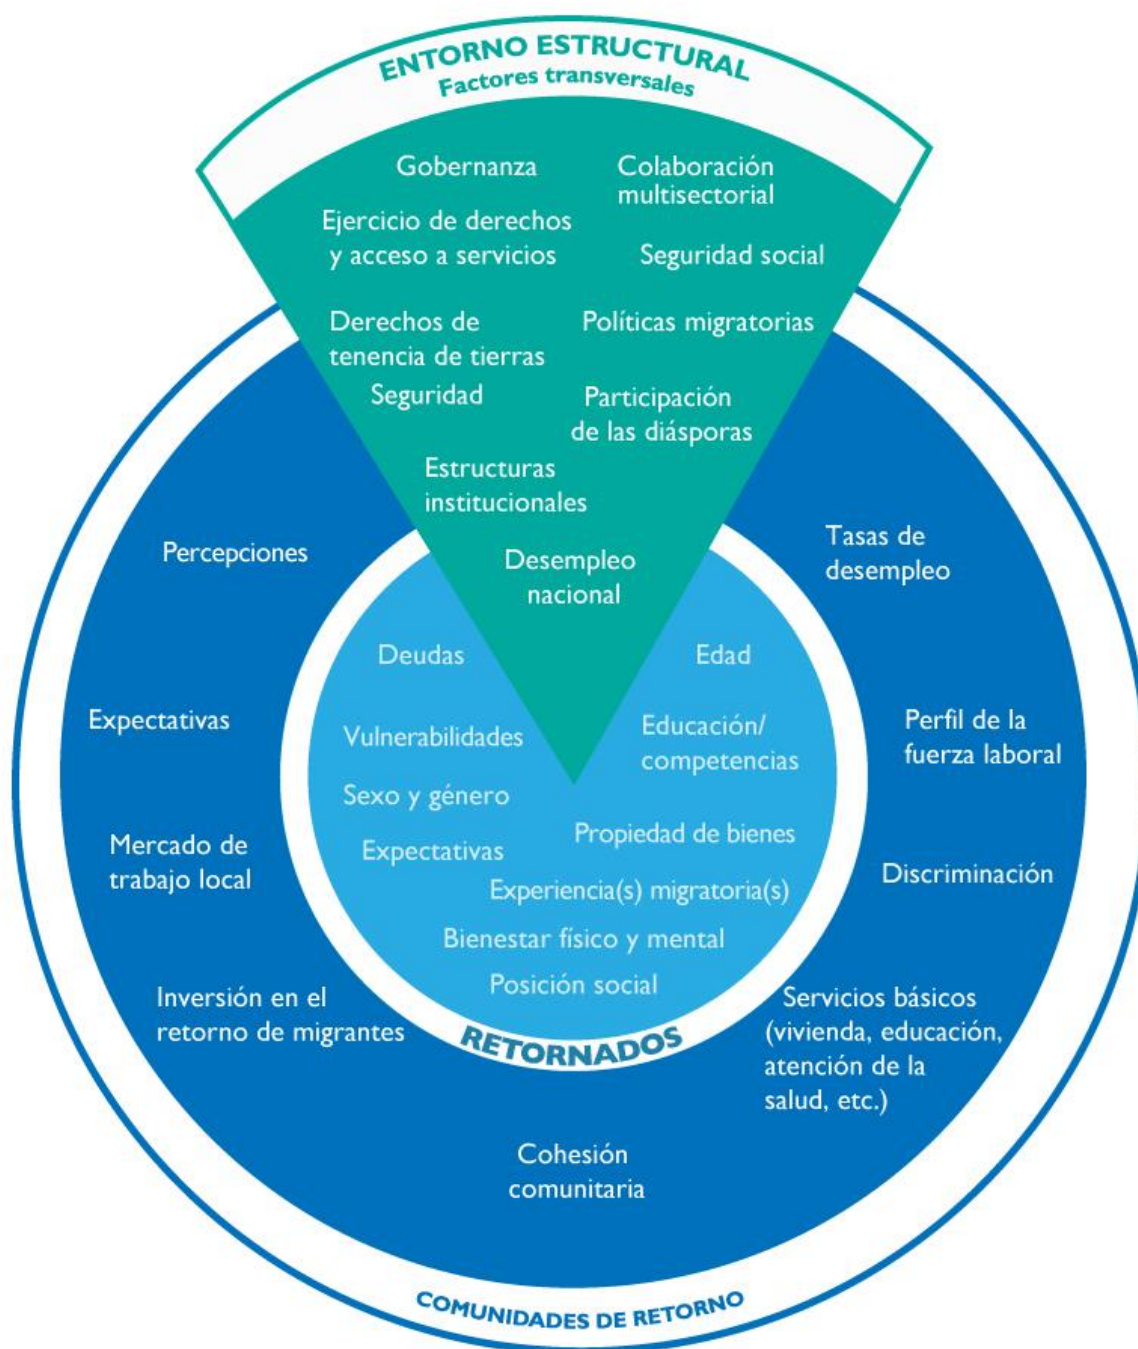 ENTORNO ESTRUCTURAL
Factores transversales
Gobernanza
Colaboración
multisectorial
Ejercicio de derechos
y acceso a servicios
Seguridad social
Derechos de
tenencia de tierras
Políticas migratorias
Seguridad
Participación
de las diásporas
Estructuras
institucionales
Desempleo
nacional
Percepciones
Expectativas
Mercado de
trabajo local
Inversión en el
retorno de migrantes
Cohesión
comunitaria
Tasas de
desempleo
Perfil de la
fuerza laboral
Discriminación
Servicios básicos
(vivienda, educación,
atención de la
salud, etc.)
Deudas
Edad
Vulnerabilidades
Educación/
competencias
Sexo y género
Propiedad de bienes
Expectativas
Experiencia(s) migratoria(s)
Bienestar físico y mental
Posición social
RETORNADOS
COMUNIDADES DE RETORNO